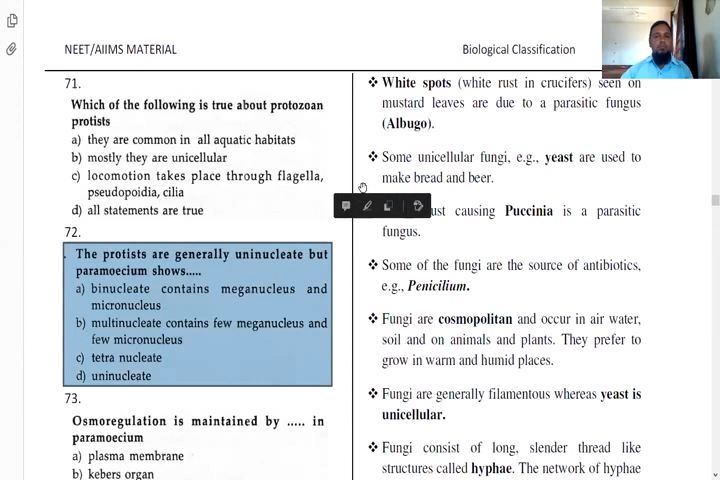 NEET/AIIMS MATERIAL
Biological Classification
71.
Which of the following is true about protozoan
protists
a) they are common in all aquatic habitats
b) mostly they are unicellular
c) locomotion takes place through flagella,
pseudopoidia, cilia
d) all statements are true
72.
. The protists are generally uninucleate but
paramoecium shows.....
a) binucleate contains meganucleus and
micronucleus
b) multinucleate contains few meganucleus and
few micronucleus
c) tetra nucleate
d) uninucleate
73.
Osmoregulation is maintained by ..... in
paramoecium
a) plasma membrane
b) kebers organ
❖ White spots (white rust in crucifers) seen on
mustard leaves are due to a parasitic fungus
(Albugo).
❖ Some unicellular fungi, e.g., yeast are used to
make bread and beer.
causing Puccinia is a parasitic
fungus.
❖ Some of the fungi are the source of antibiotics,
e.g., Penicilium.
❖ Fungi are cosmopolitan and occur in air water,
soil and on animals and plants. They prefer to
grow in warm and humid places.
❖ Fungi are generally filamentous whereas yeast is
unicellular.
❖ Fungi consist of long, slender thread like
structures called hyphae. The network of hyphae